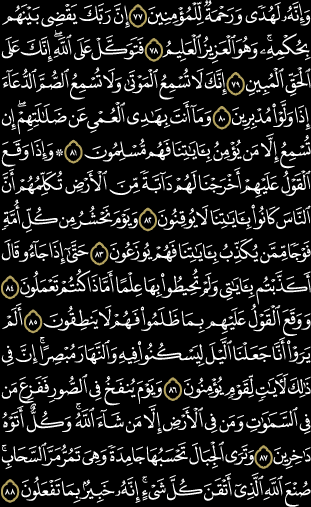 وَإِنَّهُۥ لَهُدٗى وَرَحۡمَةٞ لِّلۡمُؤۡمِنِينَ ٧٧ إِنَّ رَبَّكَ يَقۡضِي بَيۡنَهُم
بِحُكۡمِهِۦۚ وَهُوَ ٱلۡعَزِيزُ ٱلۡعَلِيمُ ٧٨ فَتَوَكَّلۡ عَلَى ٱللَّهِۖ إِنَّكَ عَلَى
ٱلۡحَقِّ ٱلۡمُبِينِ ٧٩ إِنَّكَ لَا تُسۡمِعُ ٱلۡمَوۡتَىٰ وَلَا تُسۡمِعُ ٱلصُّمَّ ٱلدُّعَآءَ
إِذَا وَلَّوۡاْ مُدۡبِرِينَ ٨٠ وَمَآ أَنتَ بِهَٰدِي ٱلۡعُمۡيِ عَن ضَلَٰلَتِهِمۡۖ إِن
تُسۡمِعُ إِلَّا مَن يُؤۡمِنُ بِـَٔايَٰتِنَا فَهُم مُّسۡلِمُونَ ٨١ ۞ وَإِذَا وَقَعَ
ٱلۡقَوۡلُ عَلَيۡهِمۡ أَخۡرَجۡنَا لَهُمۡ دَآبَّةٗ مِّنَ ٱلۡأَرۡضِ تُكَلِّمُهُمۡ أَنَّ
ٱلنَّاسَ كَانُواْ بِـَٔايَٰتِنَا لَا يُوقِنُونَ ٨٢ وَيَوۡمَ نَحۡشُرُ مِن كُلِّ أُمَّةٖ
فَوۡجٗا مِّمَّن يُكَذِّبُ بِـَٔايَٰتِنَا فَهُمۡ يُوزَعُونَ ٨٣ حَتَّىٰٓ إِذَا جَآءُو قَالَ
أَكَذَّبۡتُم بِـَٔايَٰتِي وَلَمۡ تُحِيطُواْ بِهَا عِلۡمًا أَمَّاذَا كُنتُمۡ تَعۡمَلُونَ ٨٤
وَوَقَعَ ٱلۡقَوۡلُ عَلَيۡهِم بِمَا ظَلَمُواْ فَهُمۡ لَا يَنطِقُونَ ٨٥ أَلَمۡ
يَرَوۡاْ أَنَّا جَعَلۡنَا ٱلَّيۡلَ لِيَسۡكُنُواْ فِيهِ وَٱلنَّهَارَ مُبۡصِرًاۚ إِنَّ فِي
ذَٰلِكَ لَأٓيَٰتٖ لِّقَوۡمٖ يُؤۡمِنُونَ ٨٦ وَيَوۡمَ يُنفَخُ فِي ٱلصُّورِ فَفَزِعَ مَن
فِي ٱلسَّمَٰوَٰتِ وَمَن فِي ٱلۡأَرۡضِ إِلَّا مَن شَآءَ ٱللَّهُۚ وَكُلٌّ أَتَوۡهُ
دَٰخِرِينَ ٨٧ وَتَرَى ٱلۡجِبَالَ تَحۡسَبُهَا جَامِدَةٗ وَهِيَ تَمُرُّ مَرَّ ٱلسَّحَابِۚ
صُنۡعَ ٱللَّهِ ٱلَّذِيٓ أَتۡقَنَ كُلَّ شَيۡءٍۚ إِنَّهُۥ خَبِيرُۢ بِمَا تَفۡعَلُونَ ٨٨